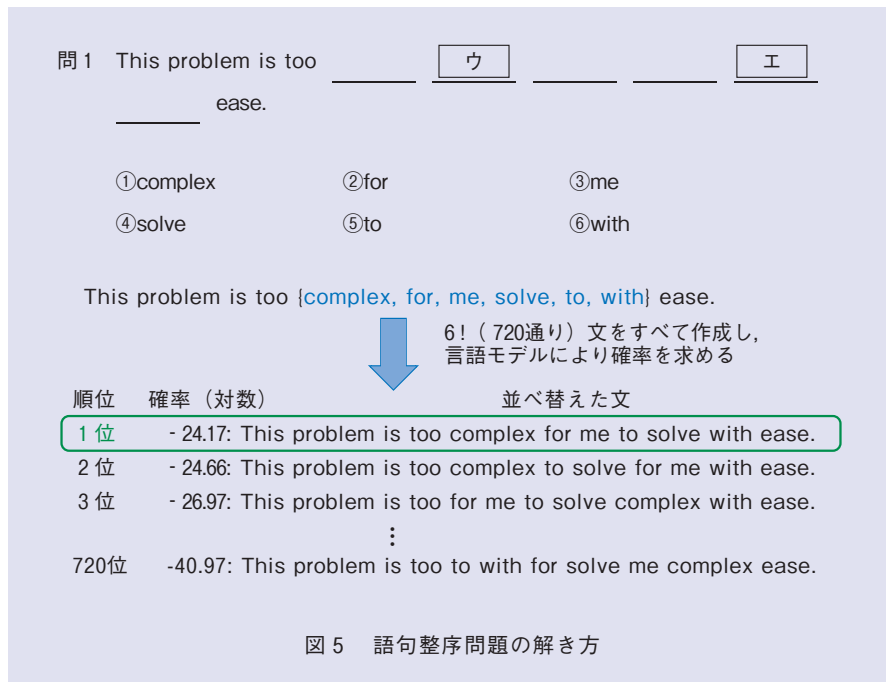 問1 This problem is too ウ エ
ease.
①complex ②for ③me
④solve ⑤to ⑥with
This problem is too {complex, for, me, solve, to, with} ease.
6!(720通り)文をすべて作成し,
言語モデルにより確率を求める
順位 確率(対数) 並べ替えた文
1位 - 24.17: This problem is too complex for me to solve with ease.
2位 - 24.66: This problem is too complex to solve for me with ease.
3位 - 26.97: This problem is too for me to solve complex with ease.
⋮
720位 -40.97: This problem is too to with for solve me complex ease.
図5 語句整序問題の解き方